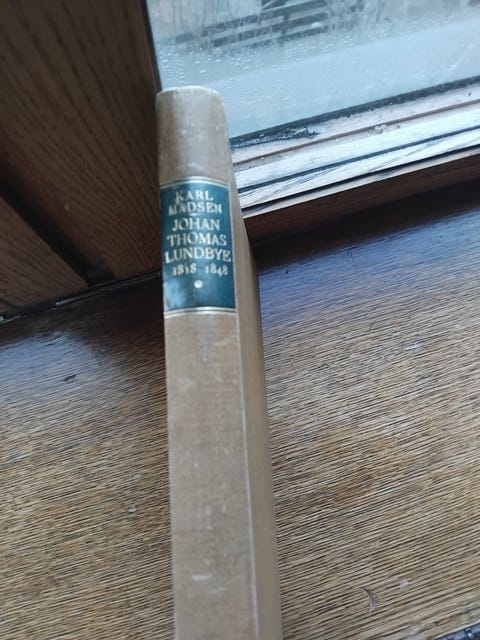 KARL
MADSEN
JOHAN
THOMAS
LUNDBYE
1818-1848